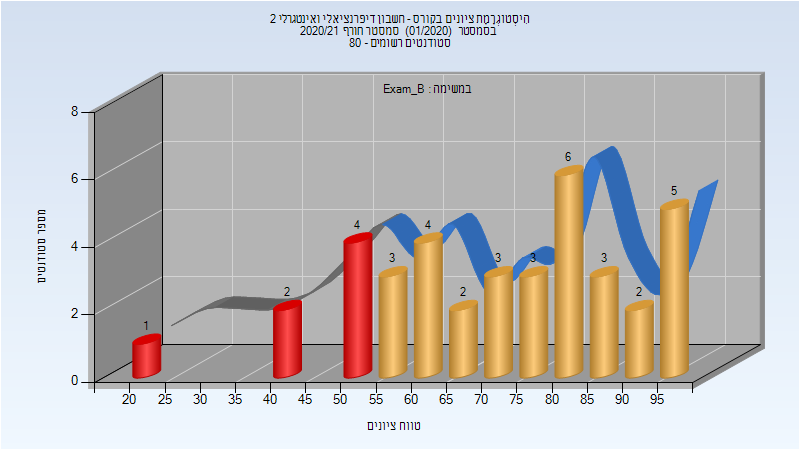 היסטוגרמת ציונים בקורס - חשבון דיפרנציאלי ואינטגרלי 2
בסמסטר (01/2020) סמסטר חורף 2020/21
סטודנטים רשומים - 80
במשימה : Exam_B
מספר סטודנטים
8
6
4
2
0
1
2
4
3
4
2
3
3
6
3
2
5
20 25 30 35 40 45 50 55 60 65 70 75 80 85 90 95
טווח ציונים